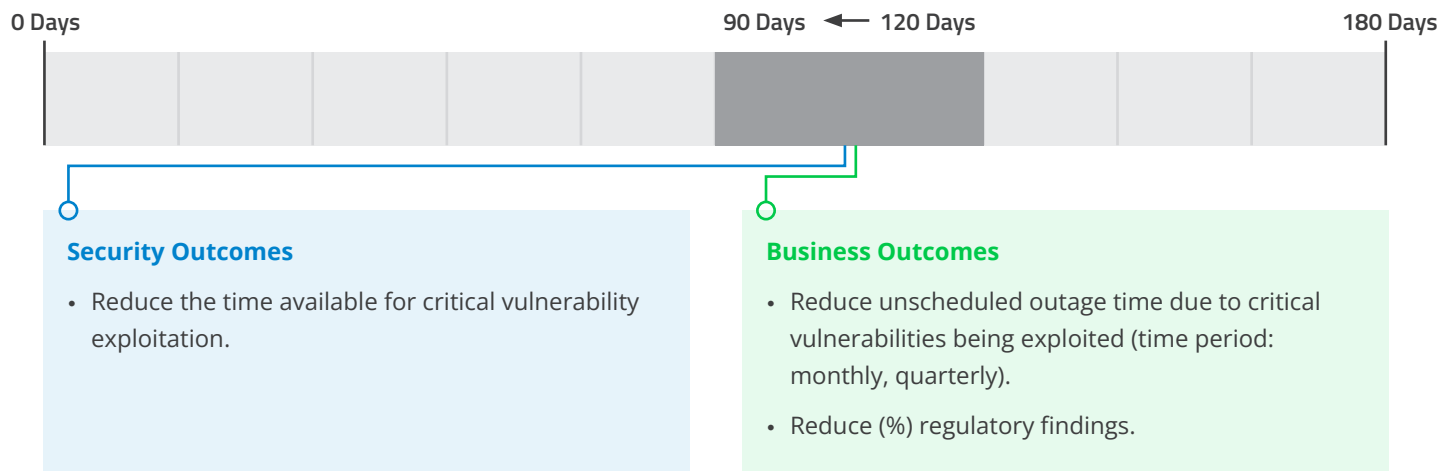 0 Days 90 Days 120 Days 180 Days
Security Outcomes
• Reduce the time available for critical vulnerability
exploitation.
Business Outcomes
• Reduce unscheduled outage time due to critical
vulnerabilities being exploited (time period:
monthly, quarterly).
• Reduce (%) regulatory findings.